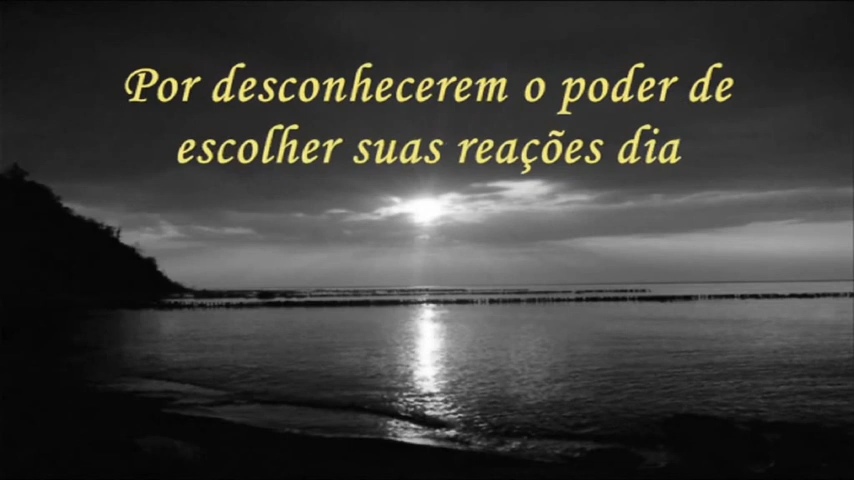 Por desconhecerem o poder de
escolher suas reações dia